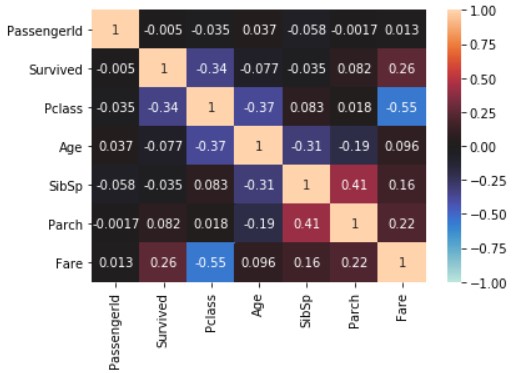 PassengerId 1 -0.005 -0.035 0.037 -0.058 -0.0017 0.013
Survived -0.005 1 -0.34 -0.077 -0.035 0.082 0.26
Pclass -0.035 -0.34 1 -0.37 0.083 0.018 -0.55
Age 0.037 -0.077 -0.37 1 -0.31 -0.19 0.096
SibSp -0.058 -0.035 0.083 -0.31 1 0.41 0.16
Parch -0.0017 0.082 0.018 -0.19 0.41 1 0.22
Fare 0.013 0.26 -0.55 0.096 0.16 0.22 1
PassengerId Survived Pclass Age SibSp Parch Fare
1.00
0.75
0.50
0.25
0.00
−0.25
−0.50
−0.75
−1.00